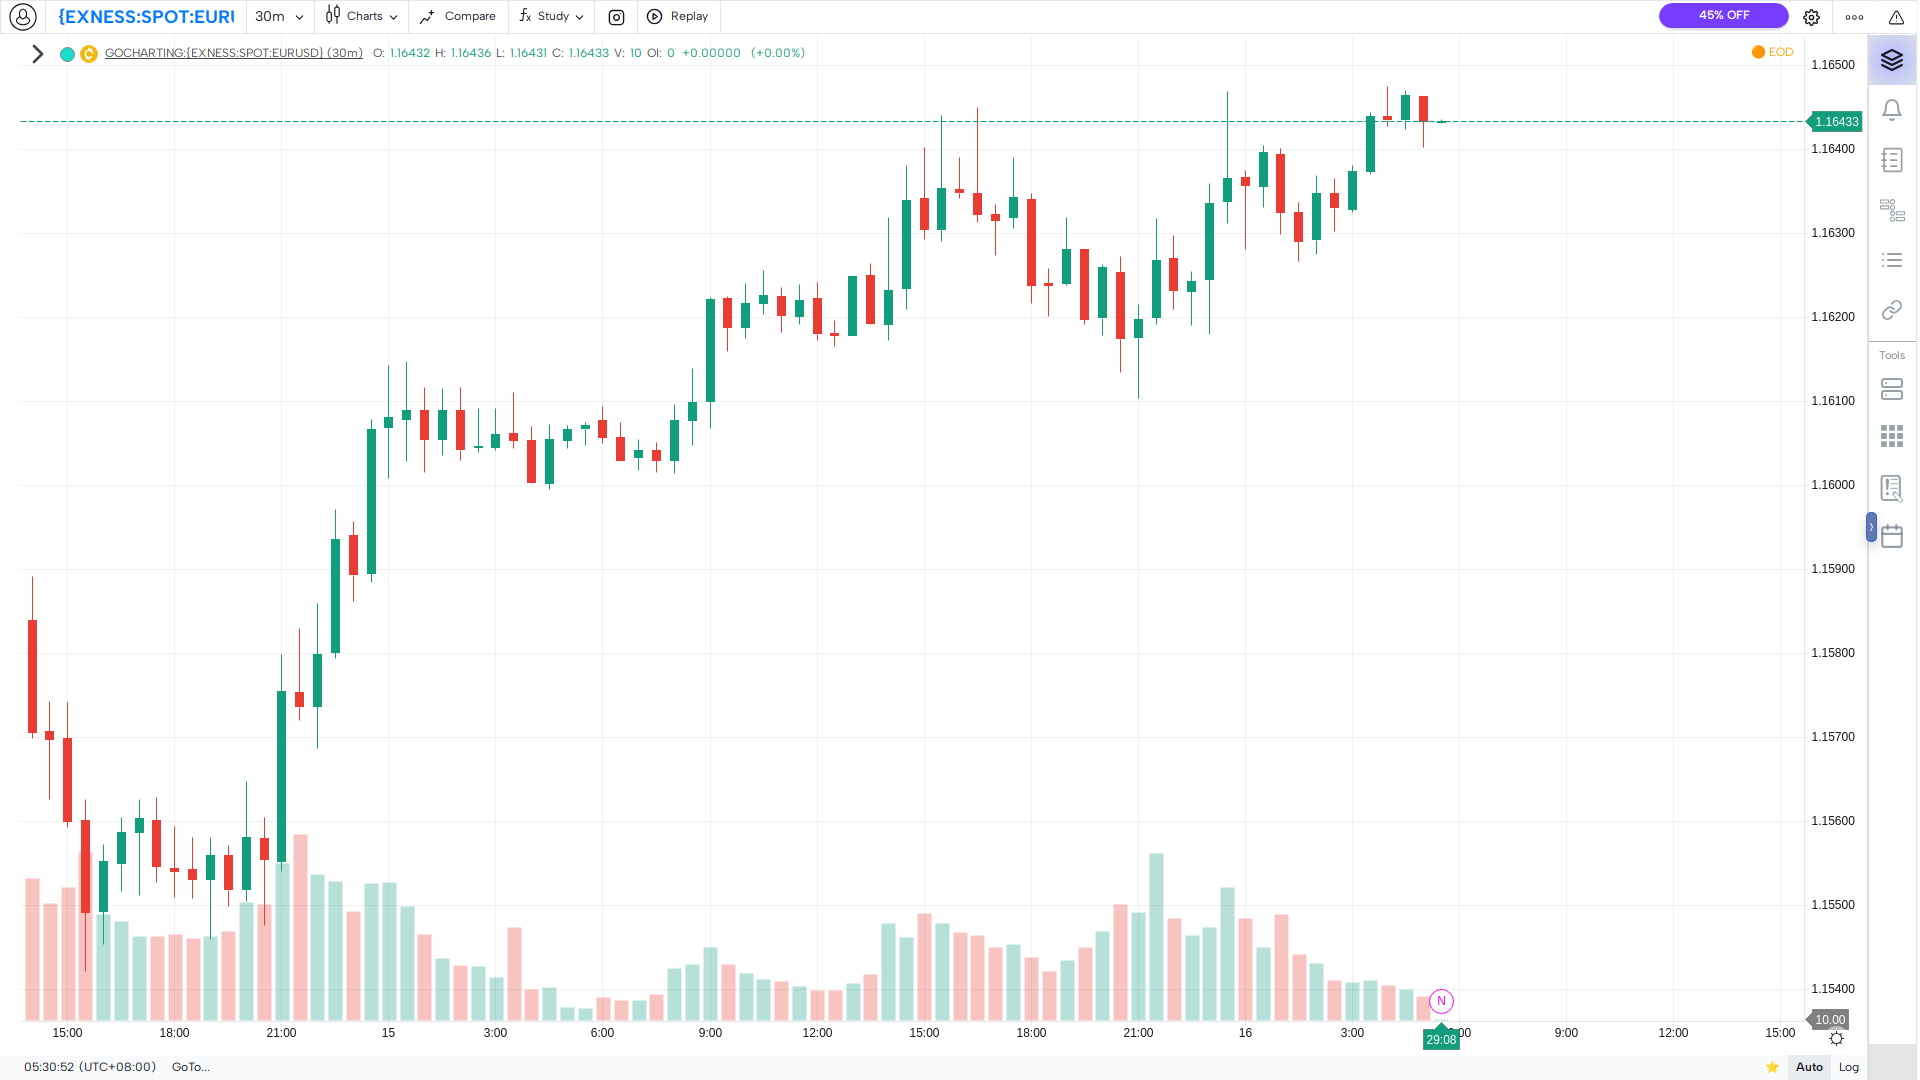 {EXNESS:SPOT:EURU 30m Charts Compare fx Study Replay 45% OFF
GOCHARTING:{EXNESS:SPOT:EURUSD} (30m) O: 1.16432 H: 1.16436 L: 1.16431 C: 1.16433 V: 10 OI: 0 +0.00000 (+0.00%) EOD
1.16500
1.16433
1.16400
1.16300
1.16200
1.16100
1.16000
1.15900
1.15800
1.15700
1.15600
1.15500
1.15400
10.00
Tools
N
15:00 18:00 21:00 15 3:00 6:00 9:00 12:00 15:00 18:00 21:00 16 3:00 9:00 12:00 15:00
29:08
05:30:52 (UTC+08:00) GoTo... Auto Log